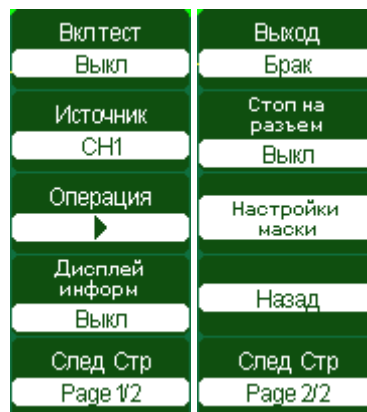 Вкл тест
Выкл
Источник
CH1
Операция
Дисплей
информ
Выкл
След Стр
Page 1/2
Выход
Брак
Стоп на
разъем
Выкл
Настройки
маски
Назад
След Стр
Page 2/2